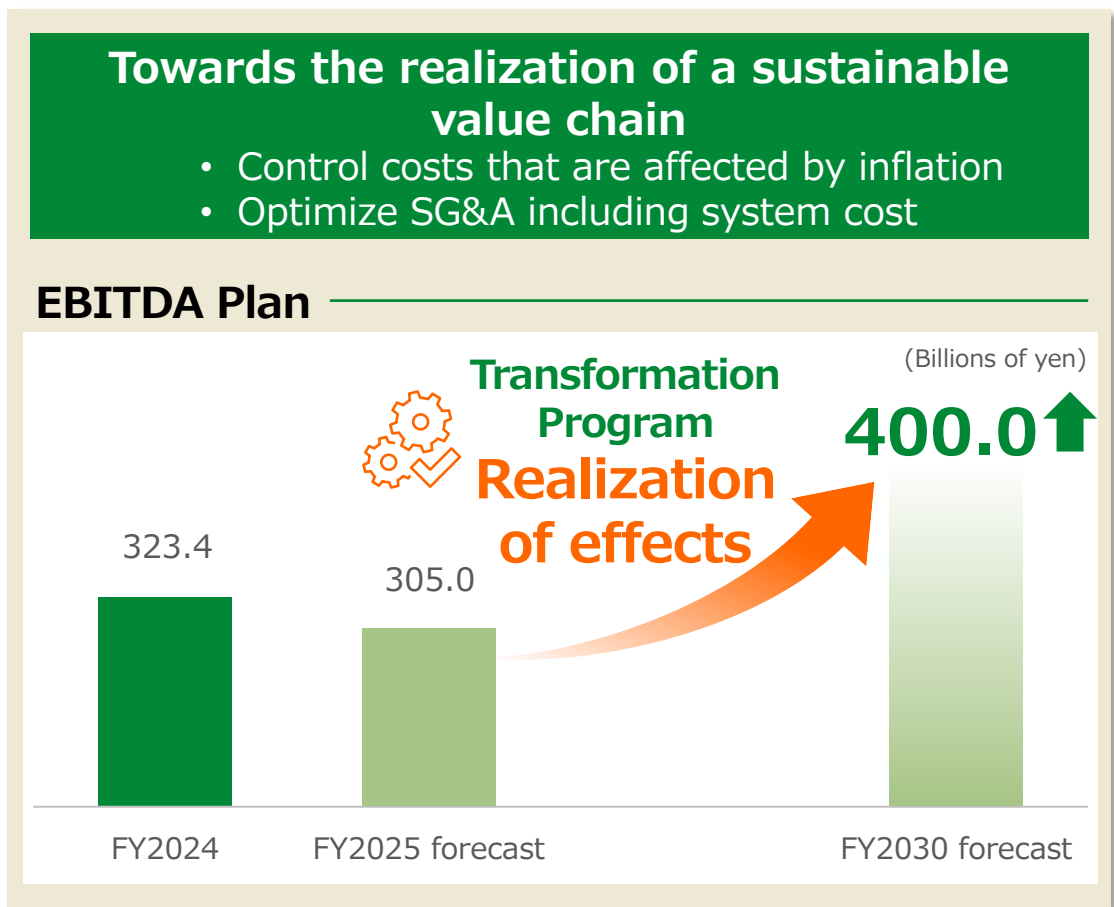 Towards the realization of a sustainable
value chain
• Control costs that are affected by inflation
• Optimize SG&A including system cost
EBITDA Plan
(Billions of yen)
Transformation
Program
Realization
of effects
400.0
323.4
305.0
FY2024
FY2025 forecast
FY2030 forecast